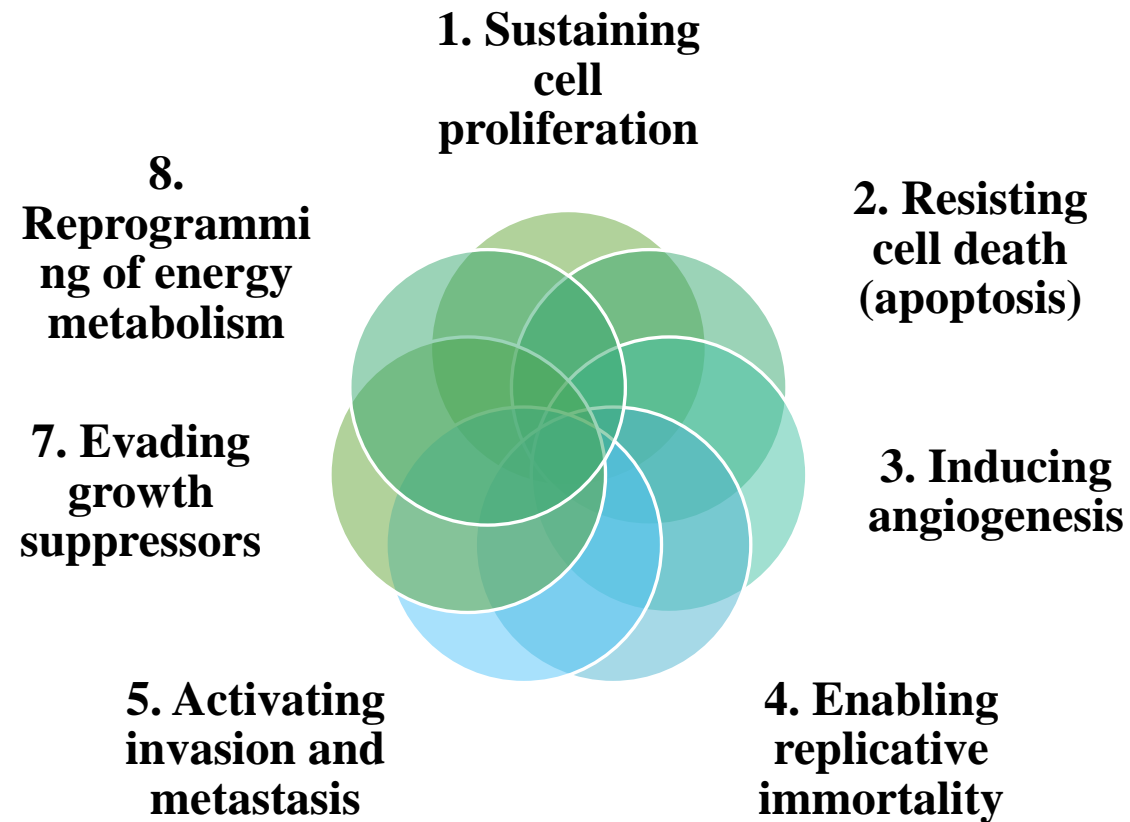 1. Sustaining
cell
proliferation
2. Resisting
cell death
(apoptosis)
3. Inducing
angiogenesis
4. Enabling
replicative
immortality
5. Activating
invasion and
metastasis
7. Evading
growth
suppressors
8.
Reprogrammi
ng of energy
metabolism